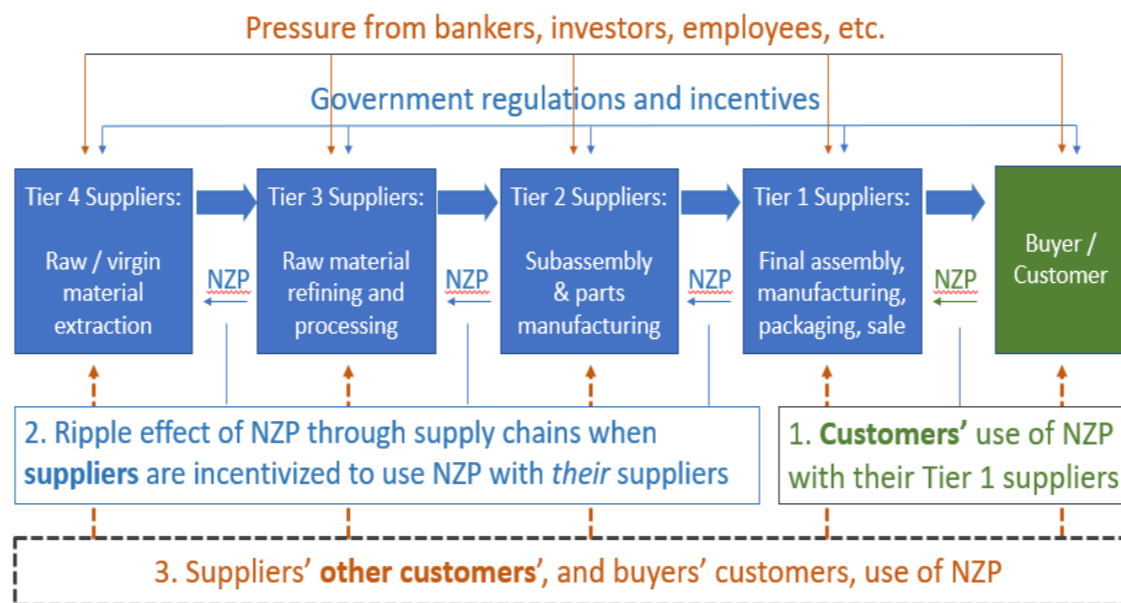 Pressure from bankers, investors, employees, etc.
Government regulations and incentives
Tier 4 Suppliers:
Raw / virgin
material
extraction
NZP
Tier 3 Suppliers:
Raw material
refining and
processing
NZP
Tier 2 Suppliers:
Subassembly
& parts
manufacturing
NZP
Tier 1 Suppliers:
Final assembly,
manufacturing,
packaging, sale
NZP
Buyer /
Customer
2. Ripple effect of NZP through supply chains when
suppliers are incentivized to use NZP with their suppliers
1. Customers’ use of NZP
with their Tier 1 suppliers
3. Suppliers’ other customers’, and buyers’ customers, use of NZP